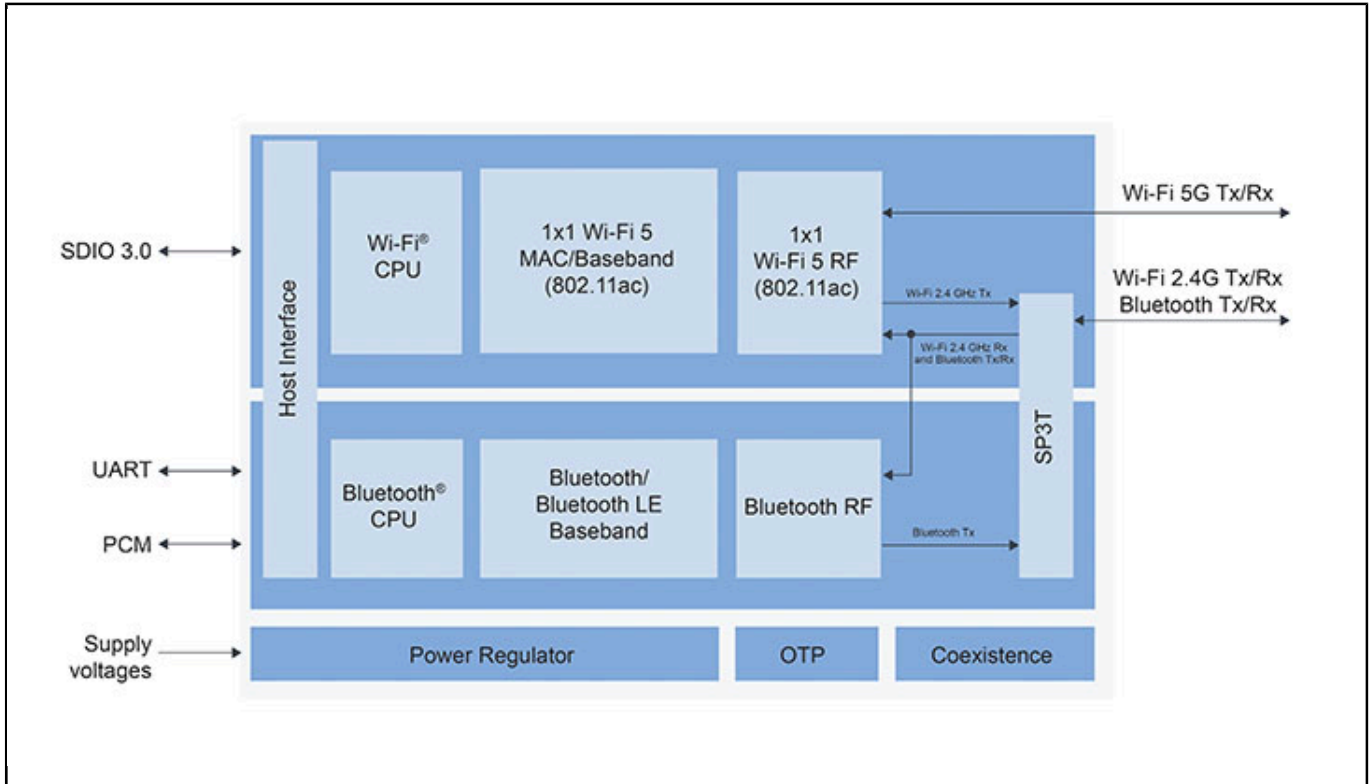 Wi-Fi 5G Tx/Rx
SDIO 3.0
Host Interface
Wi-Fi®
CPU
1x1 Wi-Fi 5
MAC/Baseband
(802.11ac)
1x1
Wi-Fi 5 RF
(802.11ac)
Wi-Fi 2.4 GHz Tx
Wi-Fi 2.4G Tx/Rx
Bluetooth Tx/Rx
Wi-Fi 2.4 GHz Rx
and Bluetooth Tx/Rx
SP3T
UART
PCM
Bluetooth®
CPU
Bluetooth/
Bluetooth LE
Baseband
Bluetooth RF
Bluetooth Tx
Supply
voltages
Power Regulator
OTP
Coexistence